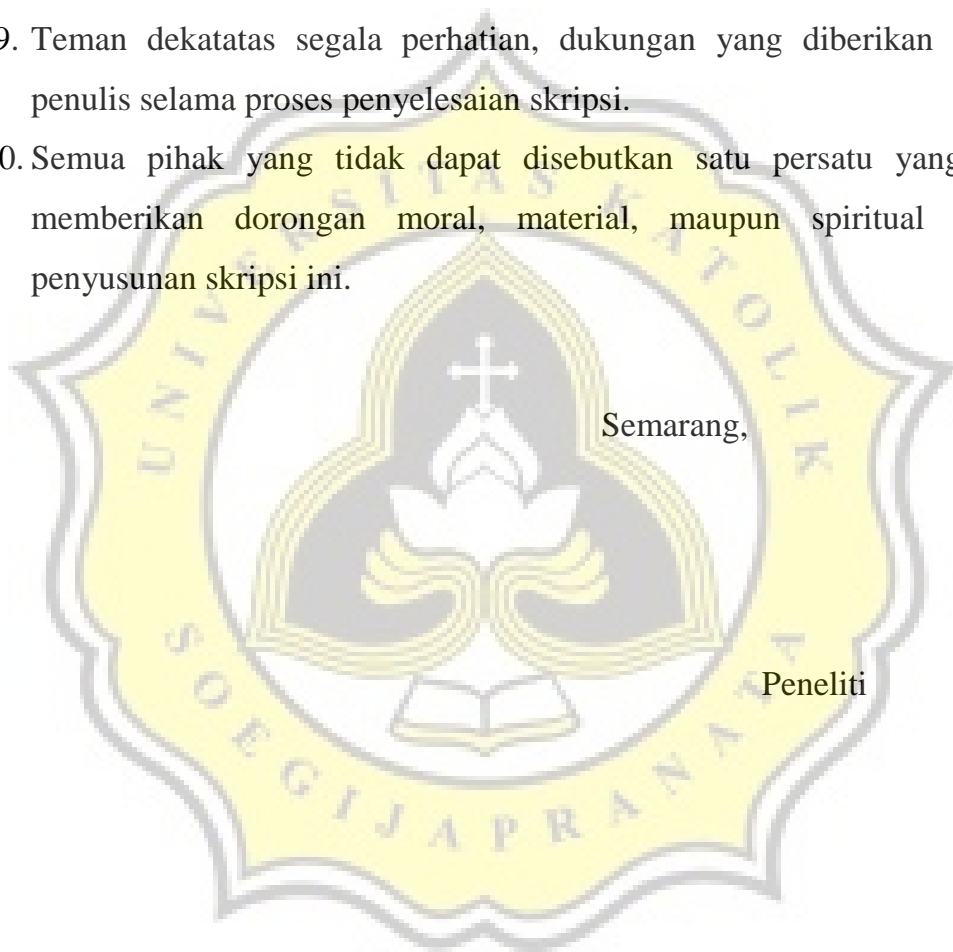 9. Teman dekatatas segala perhatian, dukungan yang diberikan
penulis selama proses penyelesaian skripsi.
0. Semua pihak yang tidak dapat disebutkan satu persatu yang
memberikan dorongan moral, material, maupun spiritual
penyusunan skripsi ini.
UNIVERSITAS KATOLIK
Semarang,
Peneliti
SOEGIJAPRANATA